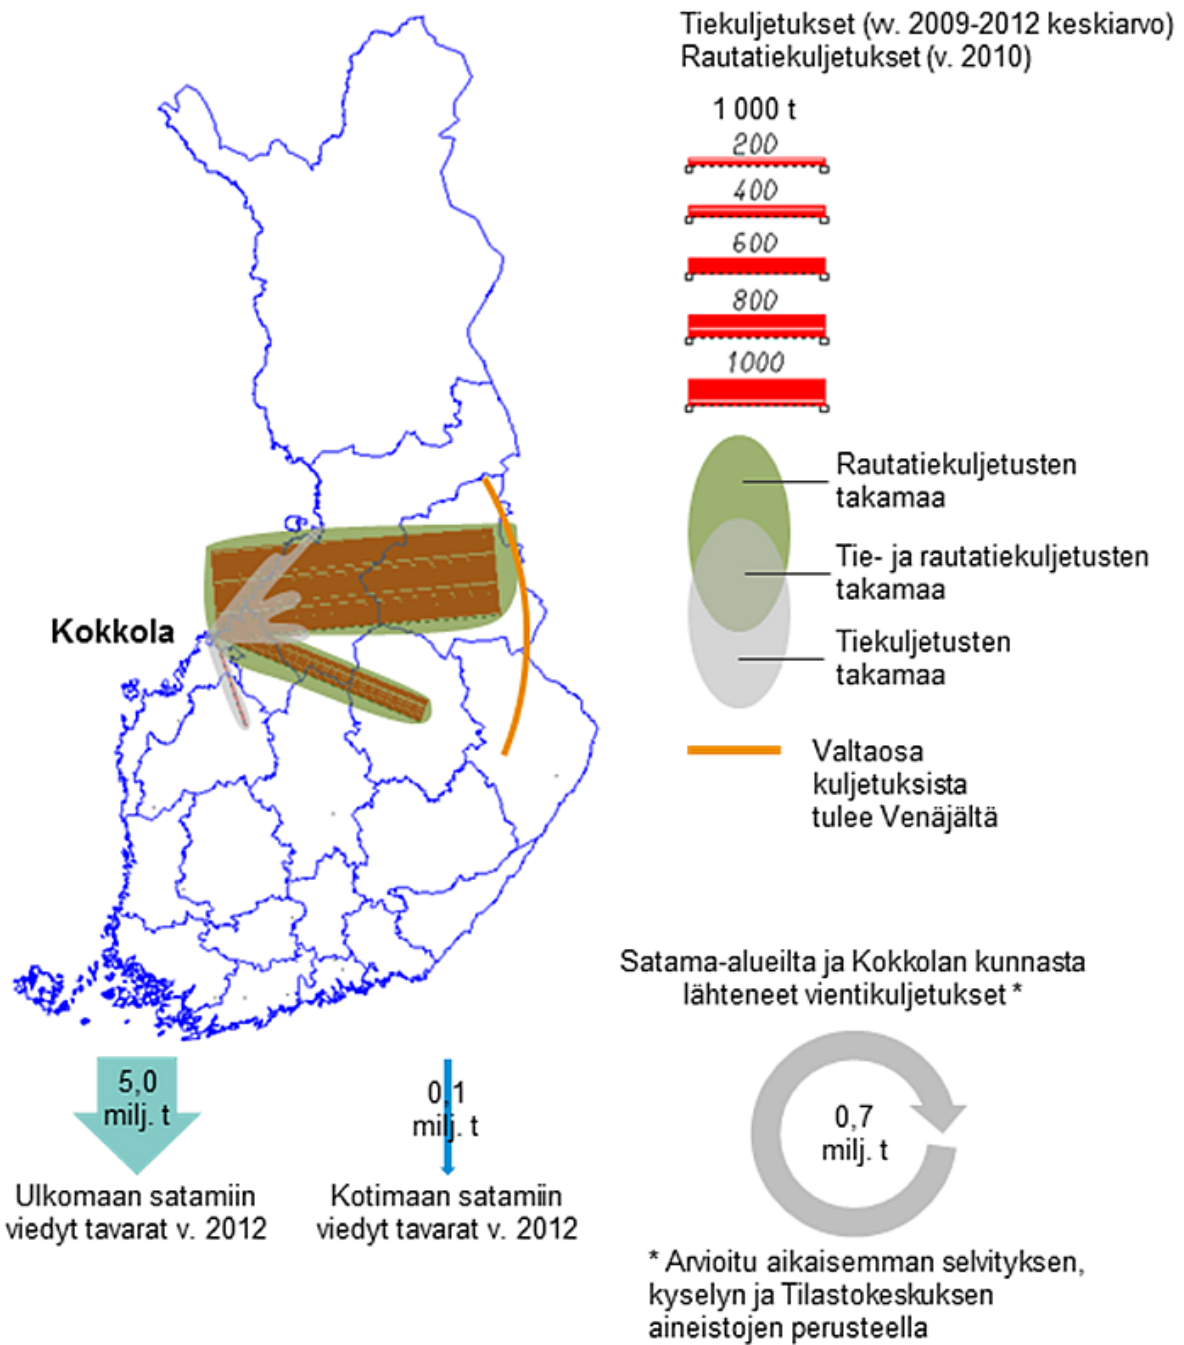 Tiekuljetukset (vv. 2009-2012 keskiarvo)
Rautatiekuljetukset (v. 2010)
1 000 t
200
400
600
800
1000
Rautatiekuljetusten
takamaa
Tie- ja rautatiekuljetusten
takamaa
Tiekuljetusten
takamaa
Kokkola
Valtaosa
kuljetuksista
tulee Venäjältä
Satama-alueilta ja Kokkolan kunnasta
lähteneet vientikuljetukset *
5,0
milj. t
0,1
milj. t
0,7
milj. t
Ulkomaan satamiin
viedyt tavarat v. 2012
Kotimaan satamiin
viedyt tavarat v. 2012
* Arvioitu aikaisemman selvityksen,
kyselyn ja Tilastokeskuksen
aineistojen perusteella